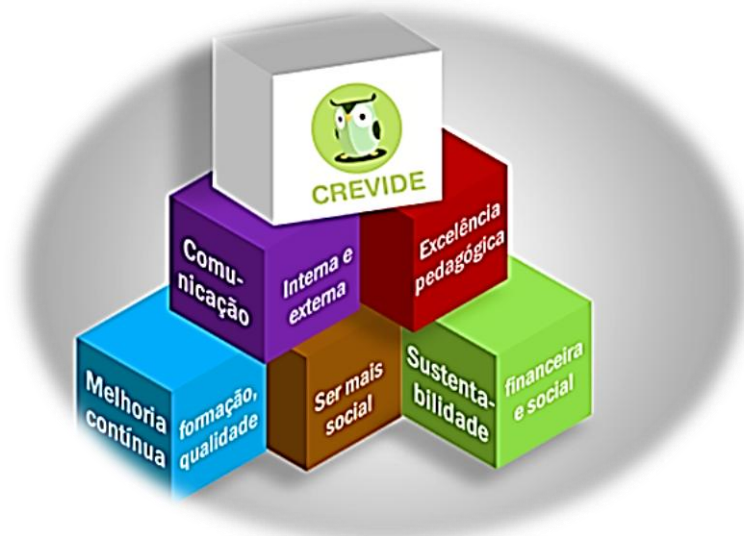 CREVIDE
Comu-
nicação
Interna e
externa
Excelência
pedagógica
Melhoria
contínua
formação,
qualidade
Ser mais
social
Sustenta-
bilidade
financeira
e social